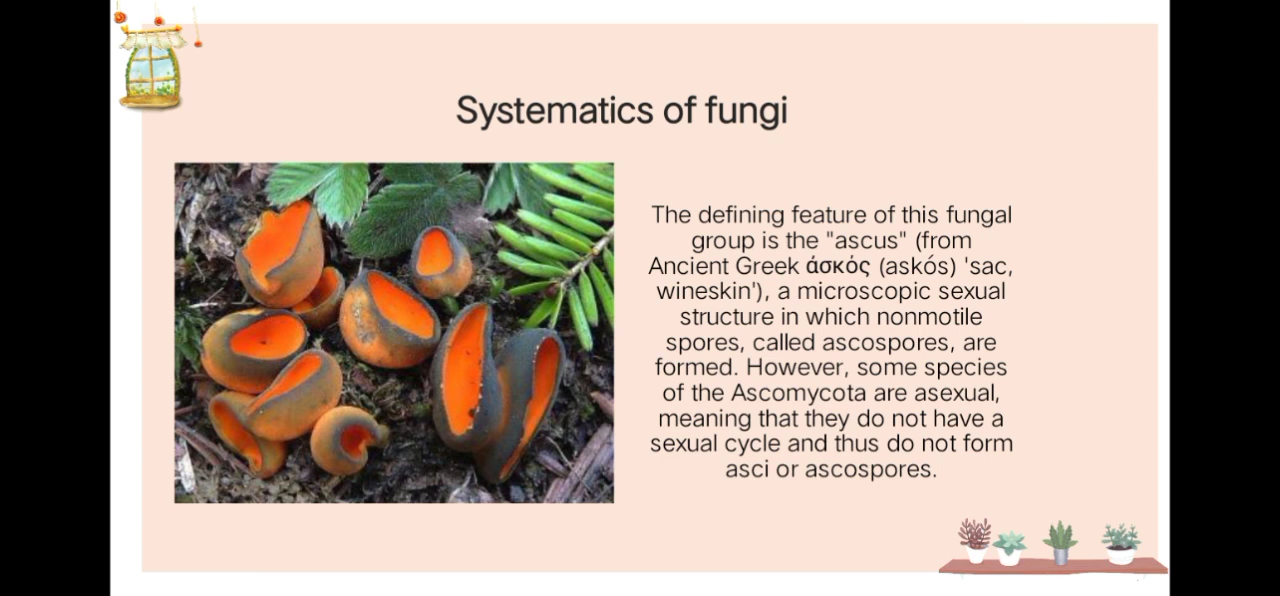 Systematics of fungi
The defining feature of this fungal
group is the "ascus" (from
Ancient Greek ἀσκός (askós) 'sac,
wineskin'), a microscopic sexual
structure in which nonmotile
spores, called ascospores, are
formed. However, some species
of the Ascomycota are asexual,
meaning that they do not have a
sexual cycle and thus do not form
asci or ascospores.